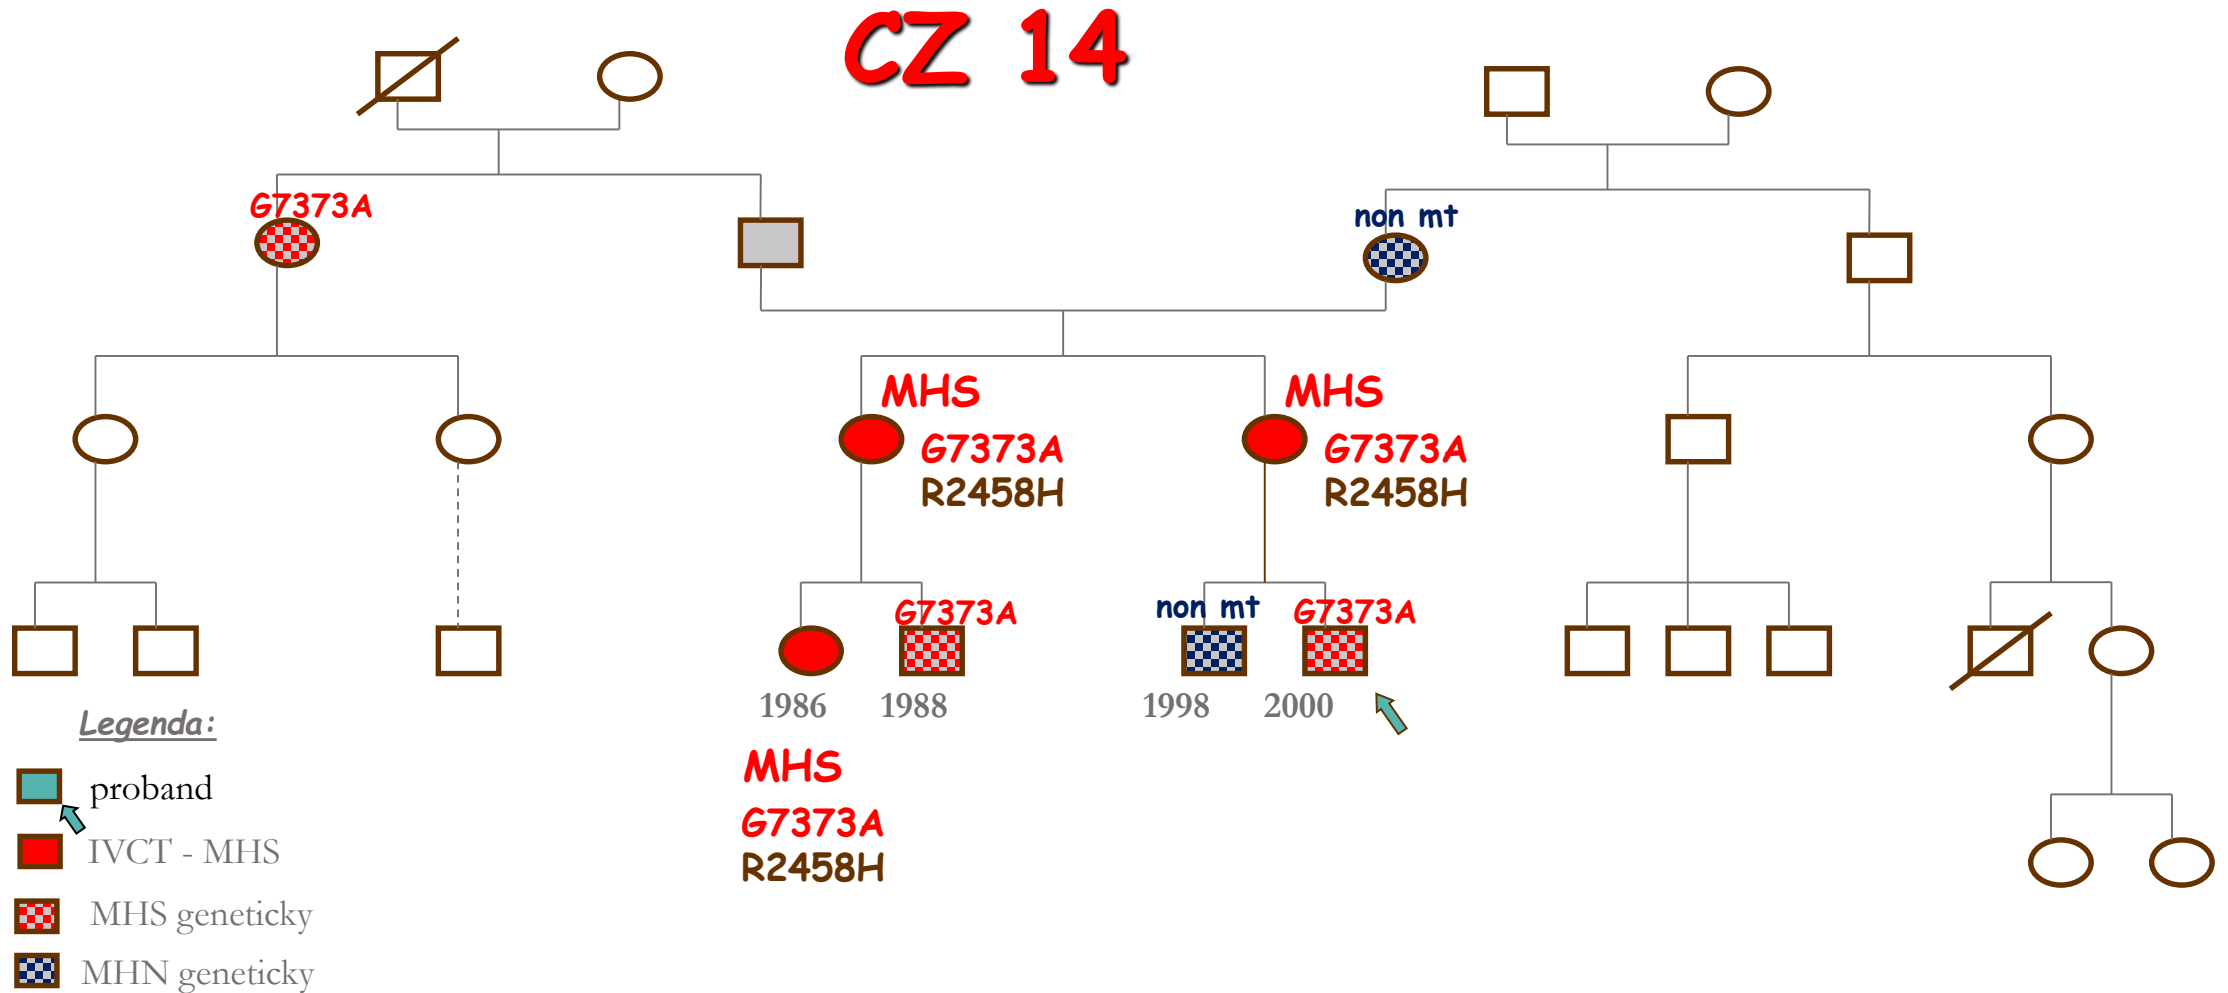 CZ 14
G7373A
non mt
MHS
G7373A
R2458H
MHS
G7373A
R2458H
G7373A
non mt
G7373A
1986
1988
1998
2000
MHS
G7373A
R2458H
Legenda:
proband
IVCT - MHS
MHS geneticky
MHN geneticky